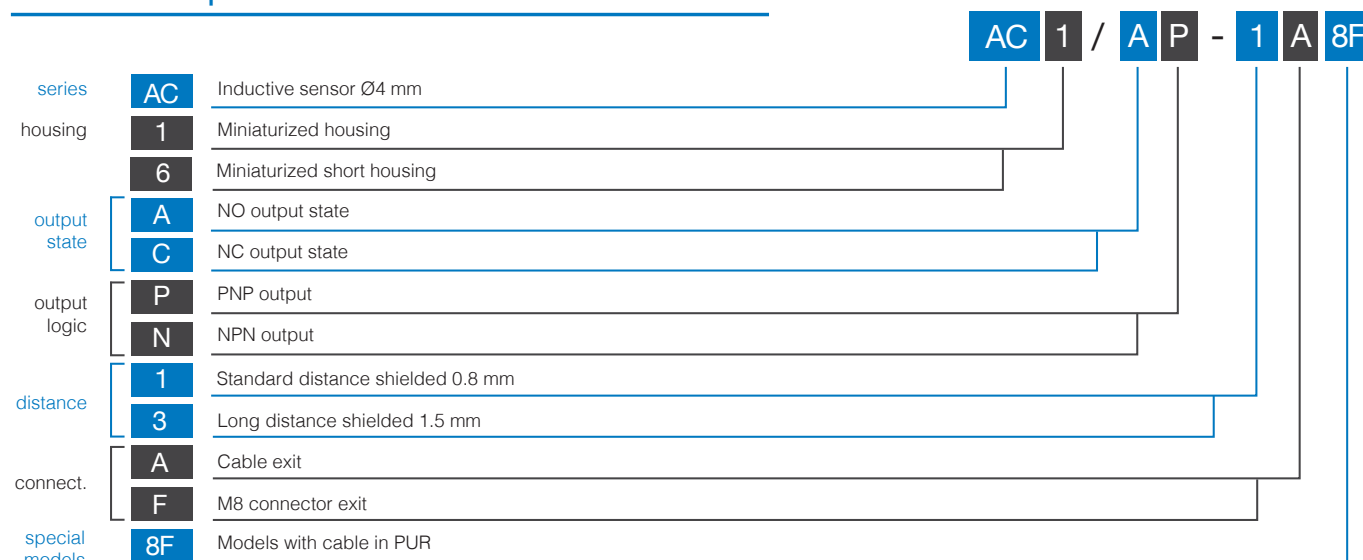 AC 1 / A P - 1 A 8F
series AC Inductive sensor Ø4 mm
housing 1 Miniaturized housing
6 Miniaturized short housing
output state
A NO output state
C NC output state
output logic
P PNP output
N NPN output
distance
1 Standard distance shielded 0.8 mm
3 Long distance shielded 1.5 mm
connect.
A Cable exit
F M8 connector exit
special models
8F Models with cable in PUR